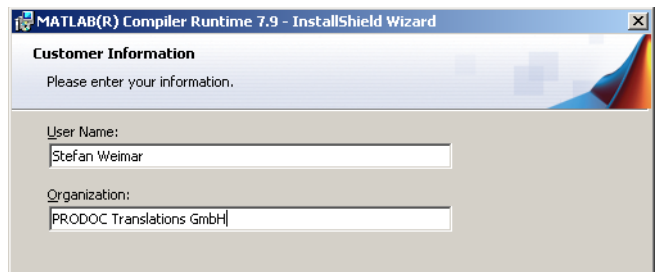 MATLAB(R) Compiler Runtime 7.9 - InstallShield Wizard
Customer Information
Please enter your information.
User Name:
Stefan Weimar
Organization:
PRODOC Translations GmbH